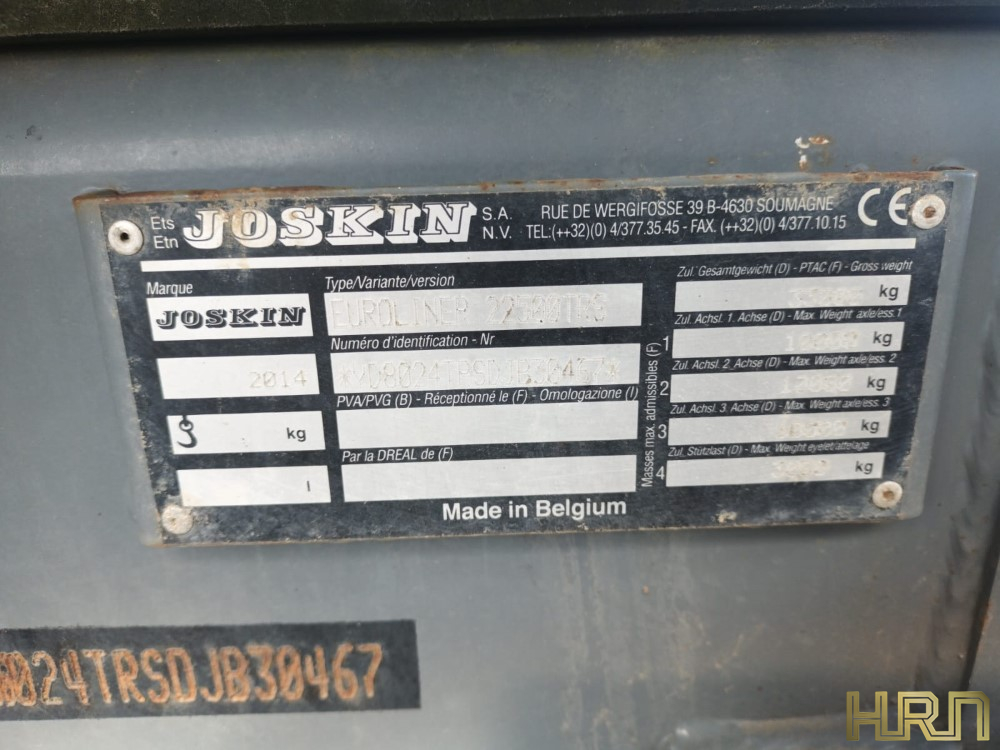 Ets
Etn
JOSKIN
S.A.
N.V.
RUE DE WERGIFOSSE 39 B-4630 SOUMAGNE
TEL:(++32)(0) 4/377.35.45 - FAX. (++32)(0) 4/377.10.15
CE
Marque
JOSKIN
2014
kg
l
Type/Variante/version
EUROLINER 22500TRS
Numéro d'identification - Nr
PVA/PVG (B) - Réceptionné le (F) - Omologazione (I)
Par la DREAL de (F)
Masses max. admissibles (F)
Zul. Gesamtgewicht (D) - PTAC (F) - Gross weight
kg
Zul. Achsl. 1. Achse (D) - Max. Weight axle/ess.1
1
kg
Zul. Achsl. 2. Achse (D) - Max. Weight axle/ess. 2
2
kg
Zul. Achsl. 3. Achse (D) - Max. Weight axle/ess. 3
3
kg
Zul. Stützlast (D) - Max. Weight eyelet/attelage
4
kg
Made in Belgium
8024TRSDJB30467
HRN